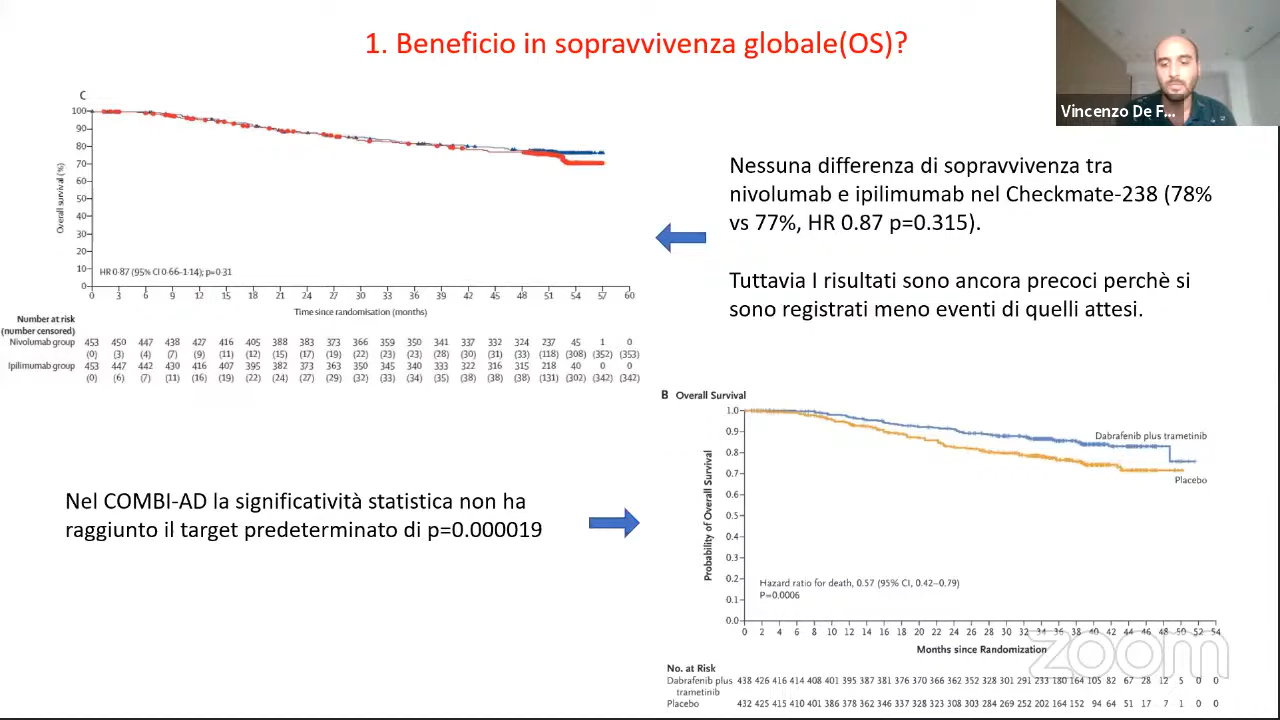 1. Beneficio in sopravvivenza globale(OS)?
Vincenzo De F...
C
100
90
80
70
60
50
40
30
20
10
0
Overall survival (%)
HR 0·87 (95% CI 0·66-1·14); p=0·31
0 3 6 9 12 15 18 21 24 27 30 33 36 39 42 45 48 51 54 57 60
Time since randomisation (months)
Number at risk
(number censored)
Nivolumab group 453 450 447 438 427 416 405 388 383 373 366 359 350 341 337 332 324 237 45 1 0
(0) (3) (4) (7) (9) (11) (12) (15) (17) (19) (22) (23) (23) (28) (30) (31) (33) (118) (308) (352) (353)
Ipilimumab group 453 447 442 430 416 407 395 382 373 363 350 345 340 333 322 316 315 218 40 0 0
(0) (6) (7) (11) (16) (19) (22) (24) (27) (29) (32) (33) (34) (35) (38) (38) (38) (131) (302) (342) (342)
Nessuna differenza di sopravvivenza tra
nivolumab e ipilimumab nel Checkmate-238 (78%
vs 77%, HR 0.87 p=0.315).
Tuttavia I risultati sono ancora precoci perchè si
sono registrati meno eventi di quelli attesi.
Nel COMBI-AD la significatività statistica non ha
raggiunto il target predeterminato di p=0.000019
B Overall Survival
1.0
0.9
0.8
0.7
0.6
0.5
0.4
0.3
0.2
0.1
0.0
Probability of Overall Survival
Dabrafenib plus trametinib
Placebo
Hazard ratio for death, 0.57 (95% CI, 0.42–0.79)
P=0.0006
0 2 4 6 8 10 12 14 16 18 20 22 24 26 28 30 32 34 36 38 40 42 44 46 48 50 52 54
Months since Randomization
zoom
No. at Risk
Dabrafenib plus 438 426 416 414 408 401 395 387 381 376 370 366 362 352 328 301 291 233 180 164 105 82 67 28 12 5 0 0
trametinib
Placebo 432 425 415 410 401 386 378 362 346 337 328 323 308 303 284 269 252 202 164 152 94 64 51 17 7 1 0 0